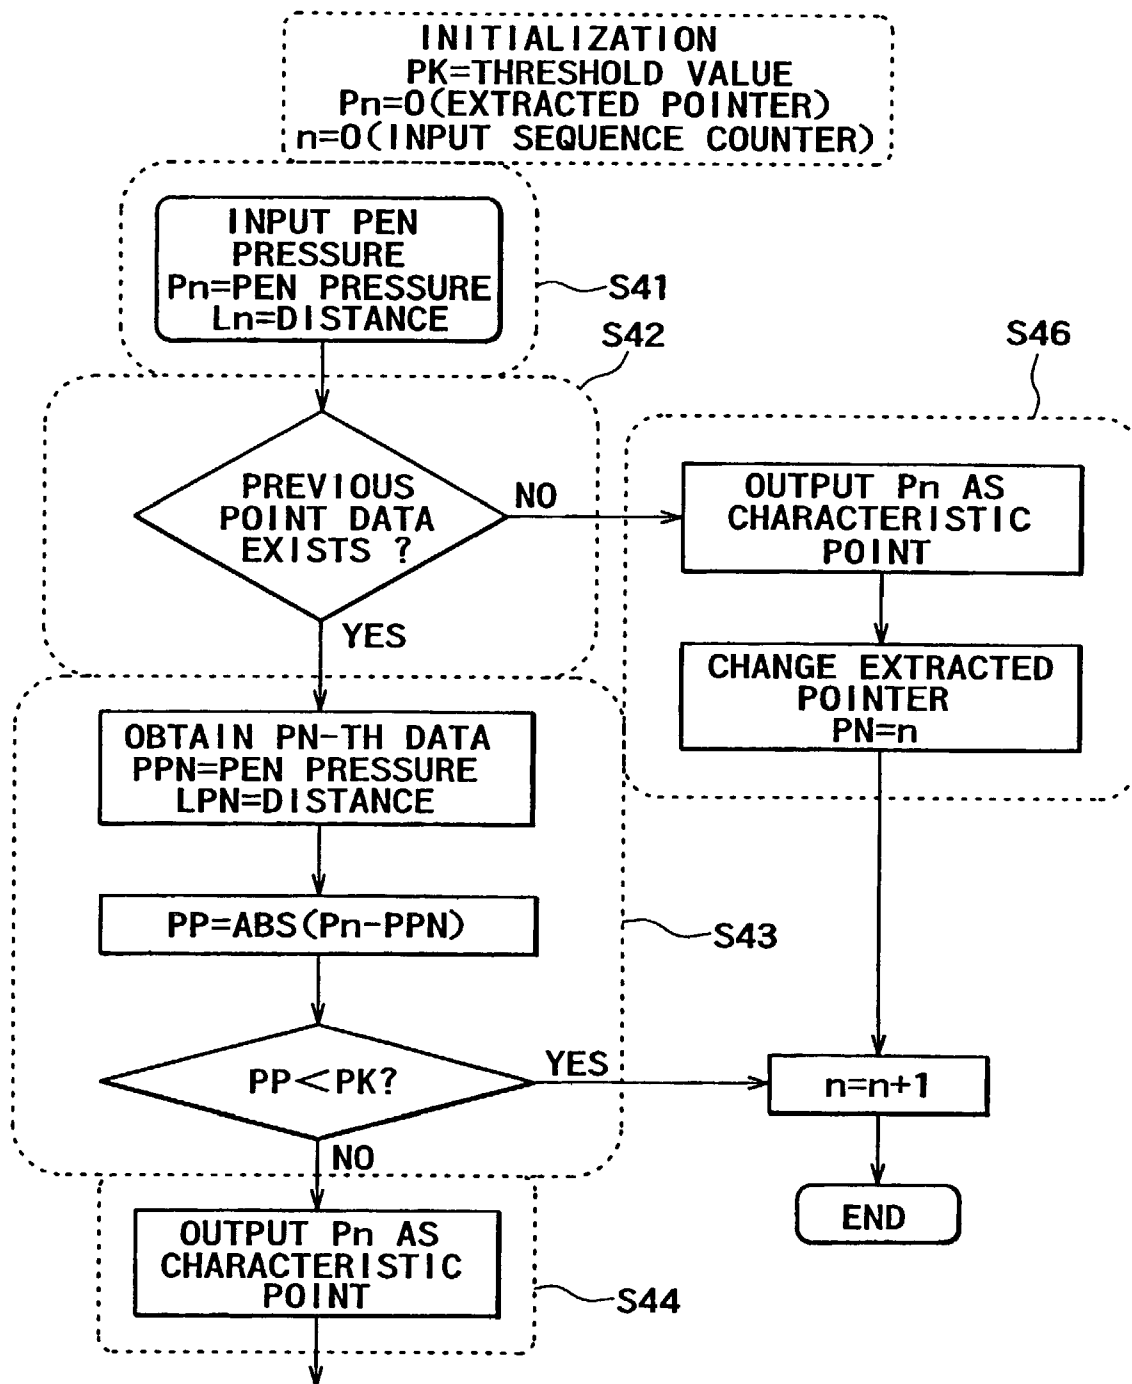 INITIALIZATION
PK=THRESHOLD VALUE
Pn=0(EXTRACTED POINTER)
n=0(INPUT SEQUENCE COUNTER)
INPUT PEN
PRESSURE
Pn=PEN PRESSURE
Ln=DISTANCE
S41
S42
S46
PREVIOUS
POINT DATA
EXISTS ?
NO
OUTPUT Pn AS
CHARACTERISTIC
POINT
YES
CHANGE EXTRACTED
POINTER
PN=n
OBTAIN PN-TH DATA
PPN=PEN PRESSURE
LPN=DISTANCE
PP=ABS(Pn-PPN)
S43
PP<PK?
YES
n=n+1
NO
END
OUTPUT Pn AS
CHARACTERISTIC
POINT
S44